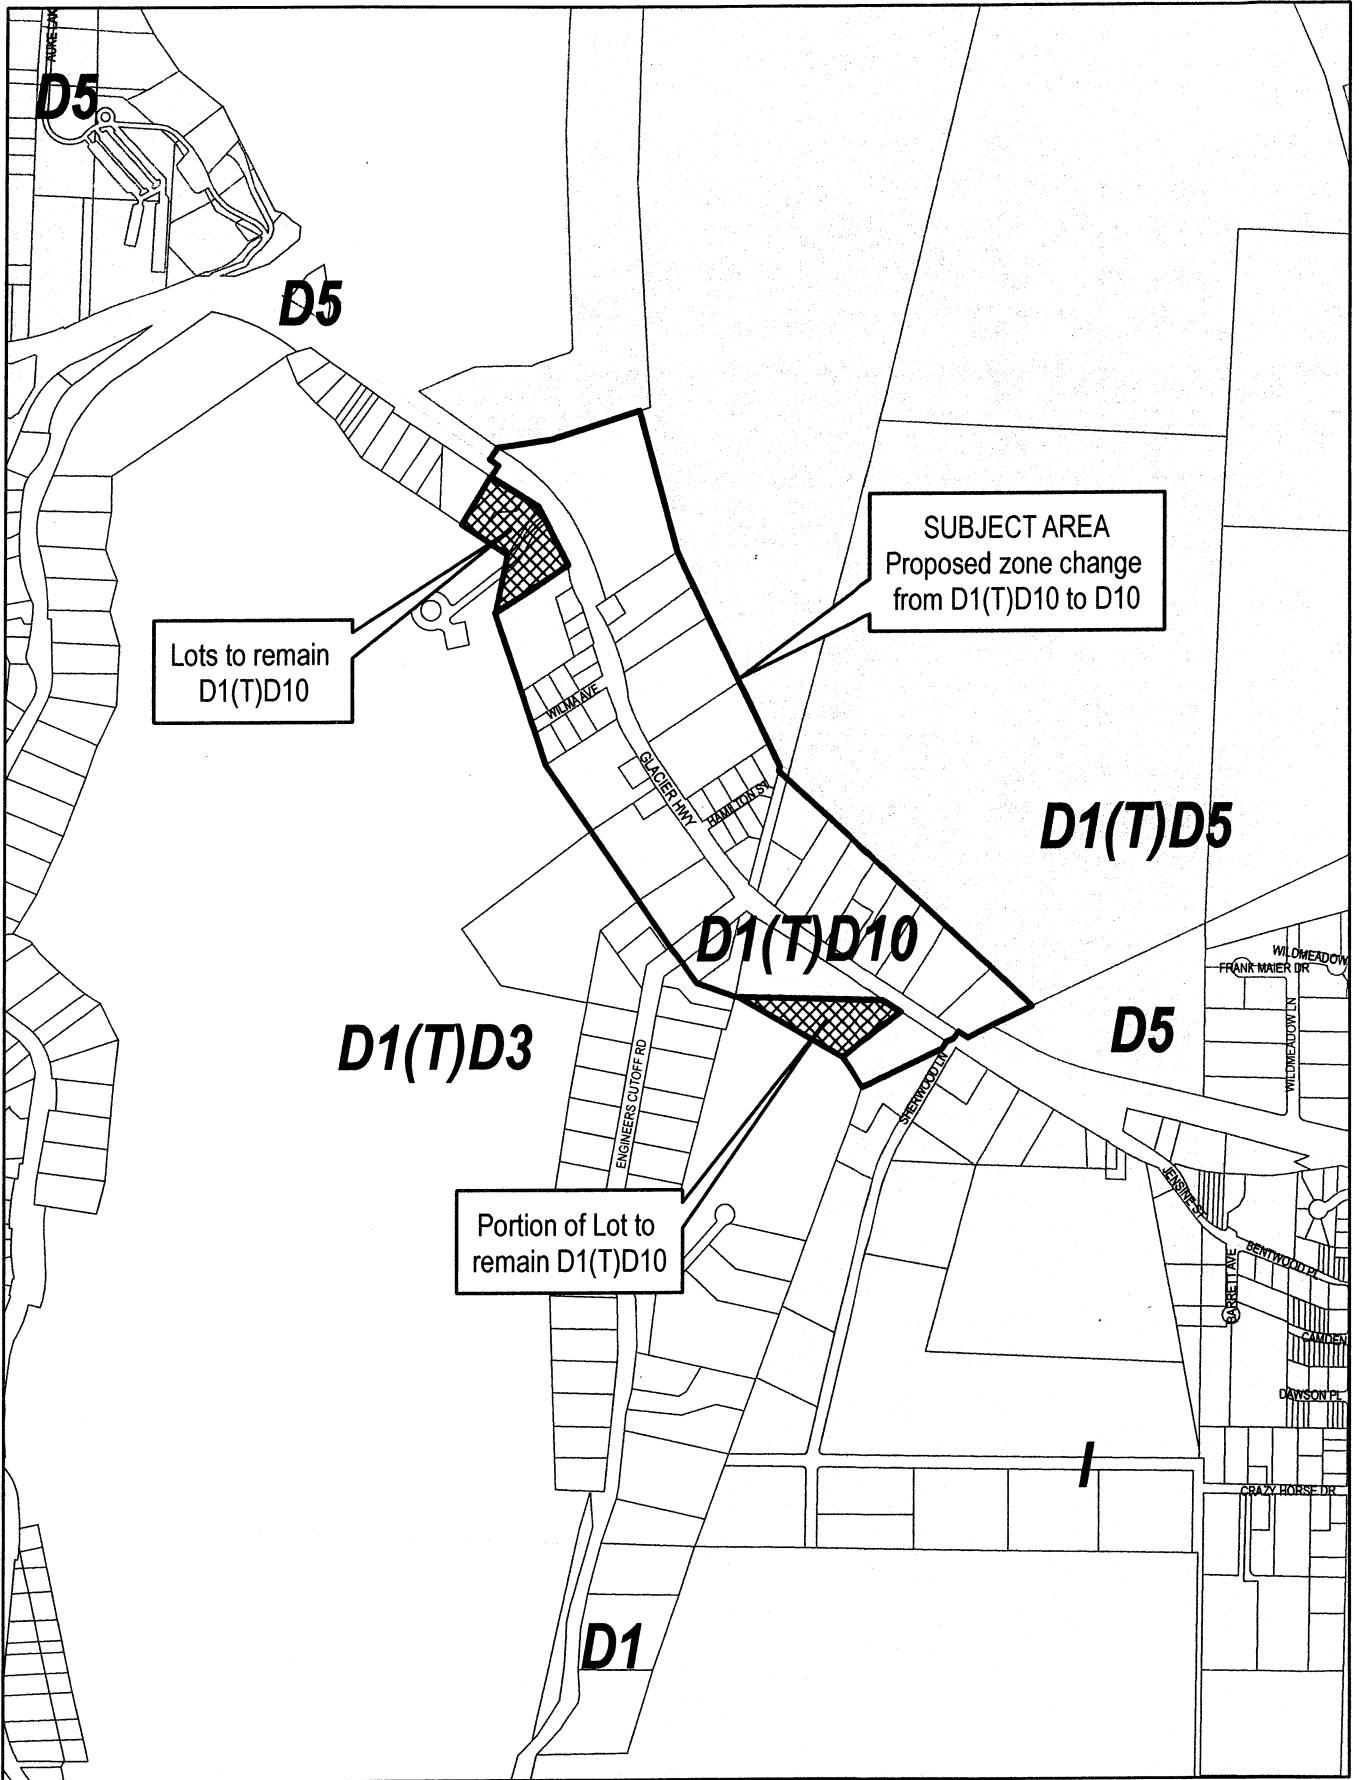 AUKE LAK
D5
D5
SUBJECT AREA
Proposed zone change
from D1(T)D10 to D10
Lots to remain
D1(T)D10
WILMA AVE
GLACIER HWY
HAMILTON ST
D1(T)D5
D1(T)D10
WILDMEADOW
FRANK MAIER DR
WILDMEADOW LN
D5
D1(T)D3
ENGINEERS CUTOFF RD
SHERWOOD LN
JENSINE ST
Portion of Lot to
remain D1(T)D10
BENTWOOD PL
BARRETT AVE
CAMDEN
DAWSON PL
I
CRAZY HORSE DR
D1